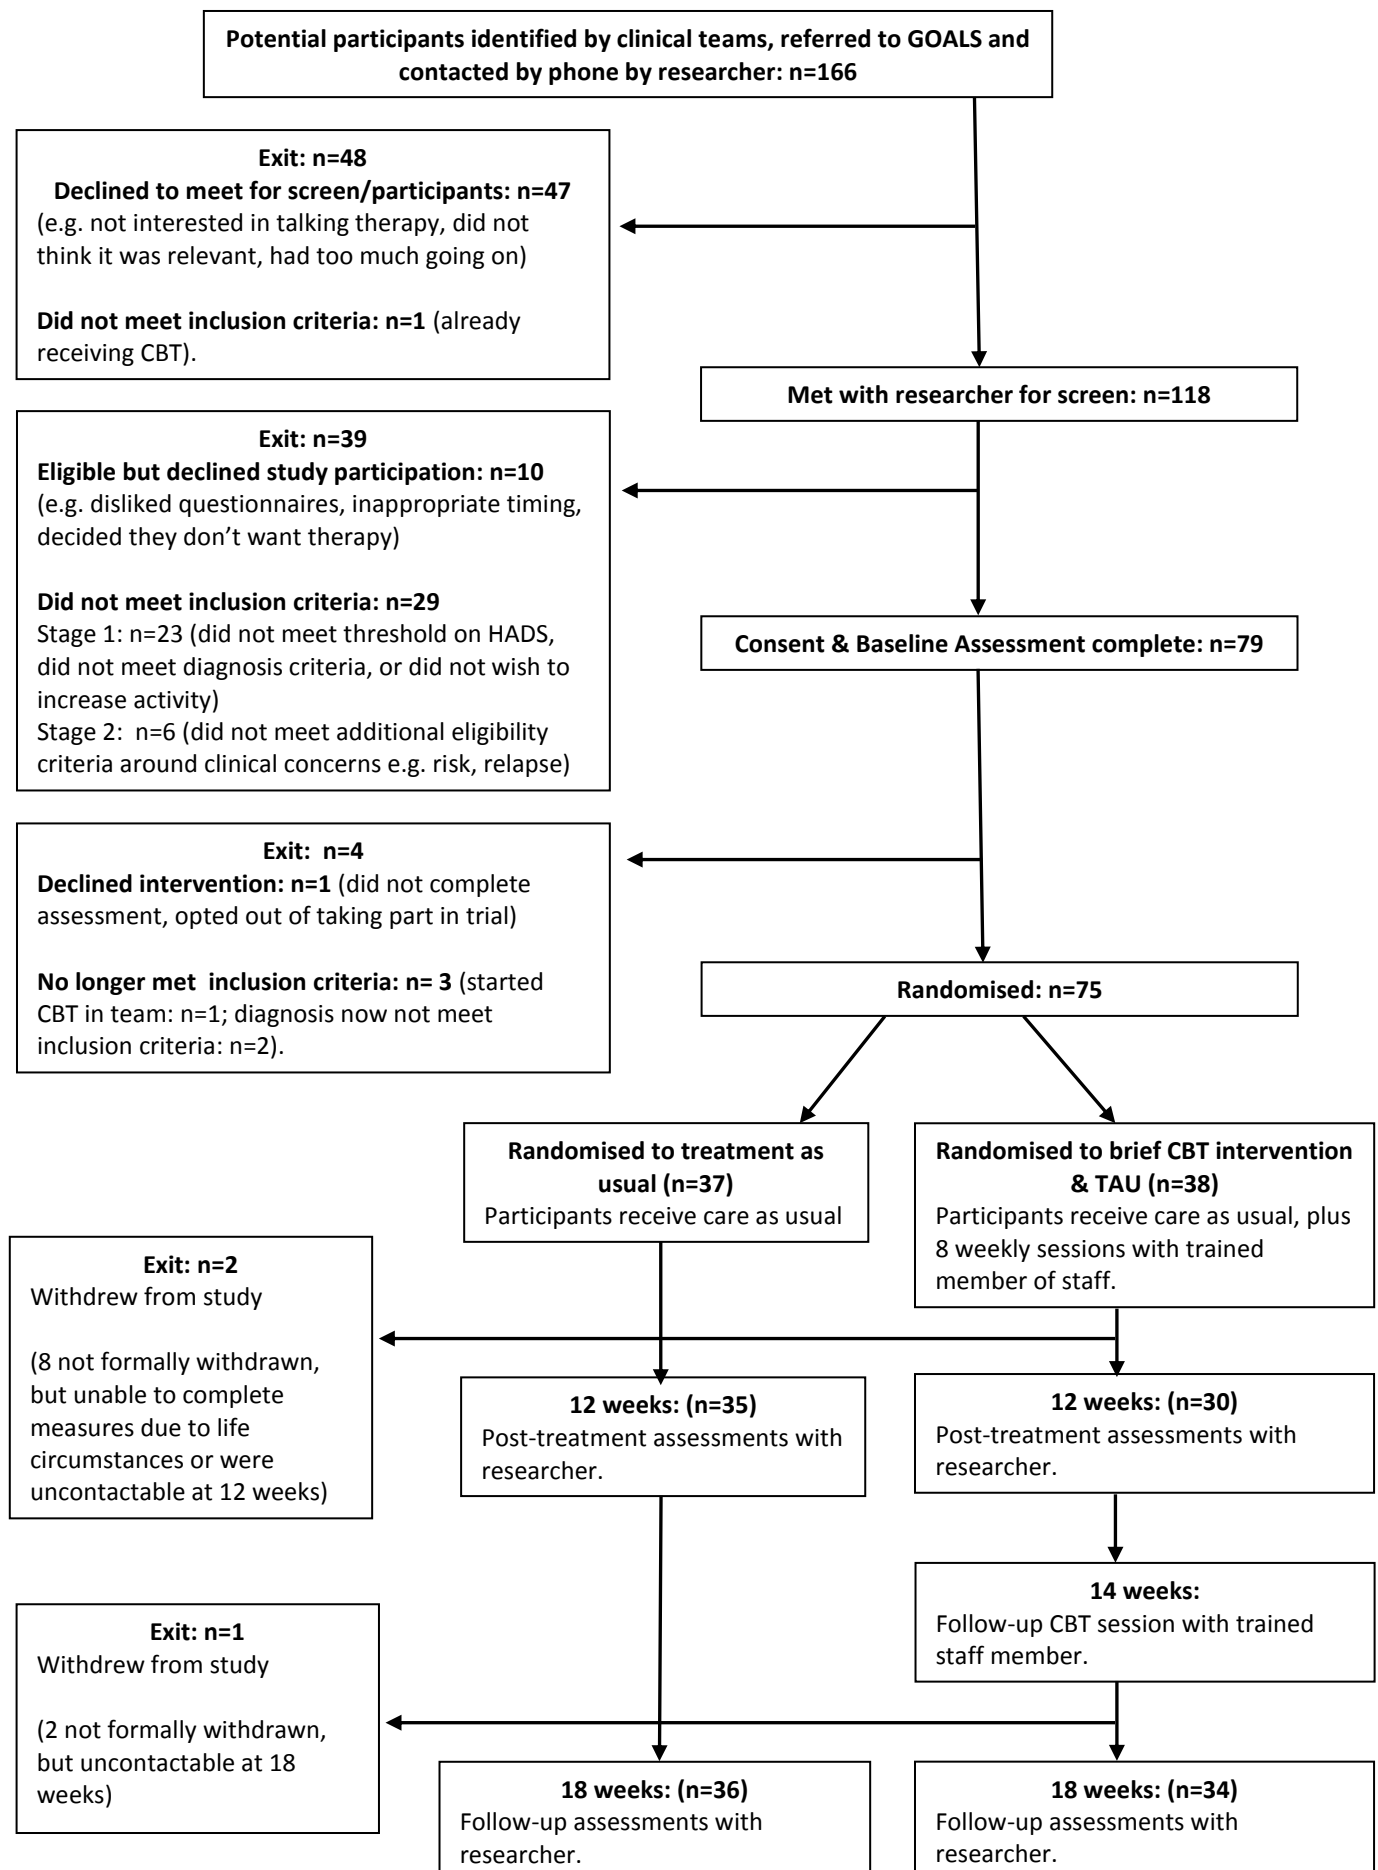 Potential participants identified by clinical teams, referred to GOALS and
contacted by phone by researcher: n=166
Exit: n=48
Declined to meet for screen/participants: n=47
(e.g. not interested in talking therapy, did not
think it was relevant, had too much going on)
Did not meet inclusion criteria: n=1 (already
receiving CBT).
Met with researcher for screen: n=118
Exit: n=39
Eligible but declined study participation: n=10
(e.g. disliked questionnaires, inappropriate timing,
decided they don't want therapy)
Did not meet inclusion criteria: n=29
Stage 1: n=23 (did not meet threshold on HADS,
did not meet diagnosis criteria, or did not wish to
increase activity)
Stage 2:  n=6 (did not meet additional eligibility
criteria around clinical concerns e.g. risk, relapse)
Consent & Baseline Assessment complete: n=79
Exit:  n=4
Declined intervention: n=1 (did not complete
assessment, opted out of taking part in trial)
No longer met  inclusion criteria: n= 3 (started
CBT in team: n=1; diagnosis now not meet
inclusion criteria: n=2).
Randomised: n=75
Randomised to treatment as
usual (n=37)
Participants receive care as usual
Randomised to brief CBT intervention
& TAU (n=38)
Participants receive care as usual, plus
8 weekly sessions with trained
member of staff.
Exit: n=2
Withdrew from study
(8 not formally withdrawn,
but unable to complete
measures due to life
circumstances or were
uncontactable at 12 weeks)
12 weeks: (n=35)
Post-treatment assessments with
researcher.
12 weeks: (n=30)
Post-treatment assessments with
researcher.
14 weeks:
Follow-up CBT session with trained
staff member.
Exit: n=1
Withdrew from study
(2 not formally withdrawn,
but uncontactable at 18
weeks)
18 weeks: (n=36)
Follow-up assessments with
researcher.
18 weeks: (n=34)
Follow-up assessments with
researcher.